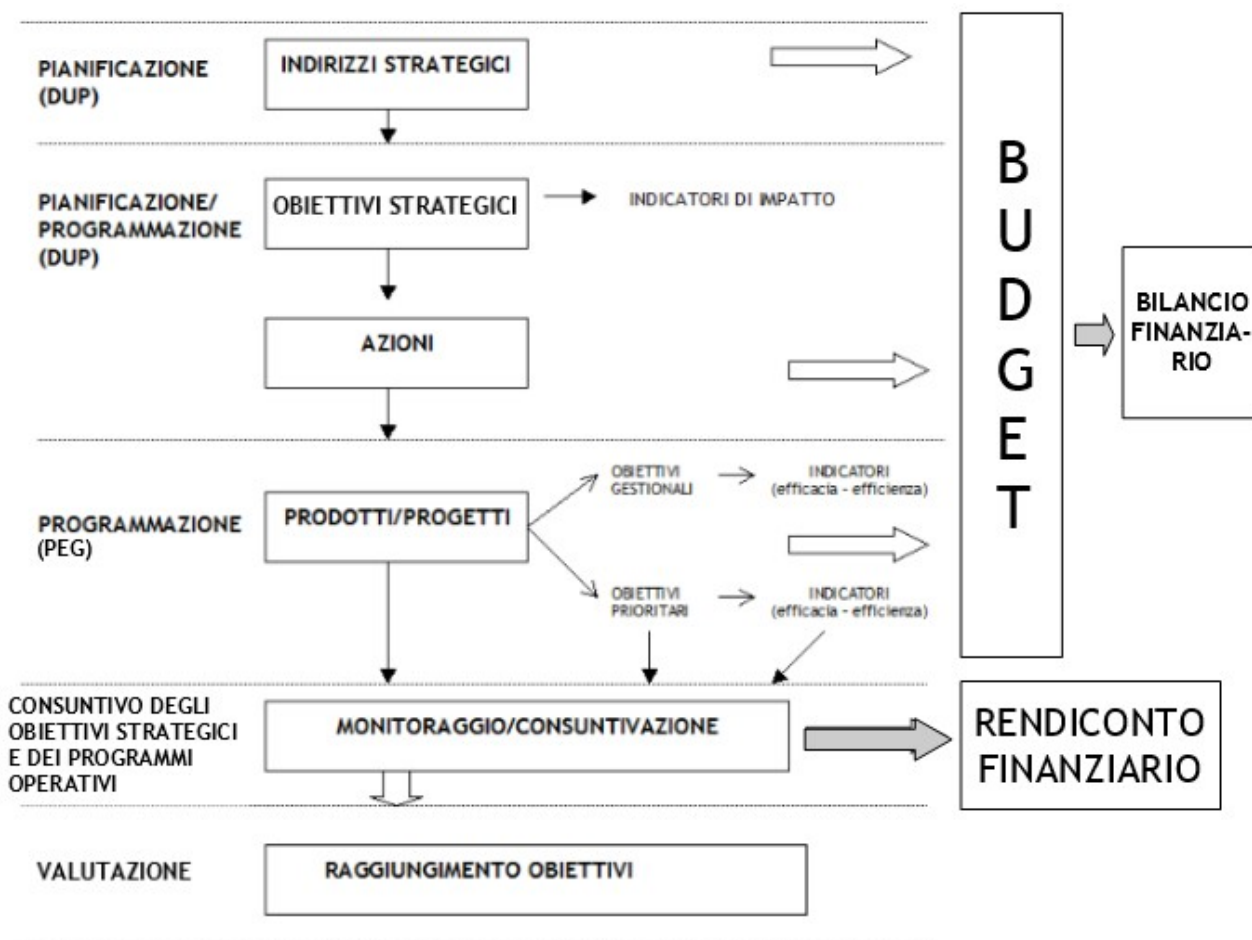 PIANIFICAZIONE
(DUP)
INDIRIZZI STRATEGICI
PIANIFICAZIONE/
PROGRAMMAZIONE
(DUP)
OBIETTIVI STRATEGICI
INDICATORI DI IMPATTO
AZIONI
PROGRAMMAZIONE
(PEG)
PRODOTTI/PROGETTI
OBIETTIVI
GESTIONALI
INDICATORI
(efficacia - efficienza)
OBIETTIVI
PRIORITARI
INDICATORI
(efficacia - efficienza)
B
U
D
G
E
T
BILANCIO
FINANZIA-
RIO
CONSUNTIVO DEGLI
OBIETTIVI STRATEGICI
E DEI PROGRAMMI
OPERATIVI
MONITORAGGIO/CONSUNTIVAZIONE
RENDICONTO
FINANZIARIO
VALUTAZIONE
RAGGIUNGIMENTO OBIETTIVI